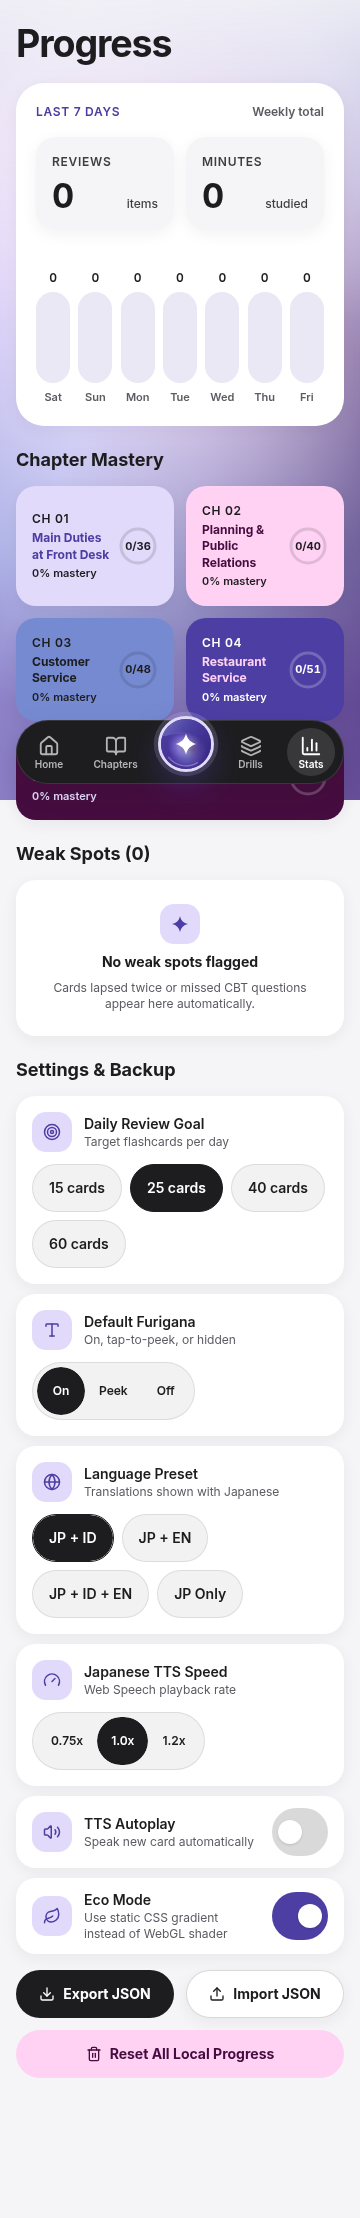 Progress
LAST 7 DAYS
Weekly total
REVIEWS
0 items
MINUTES
0 studied
0 0 0 0 0 0 0
Sat Sun Mon Tue Wed Thu Fri
Chapter Mastery
CH 01
Main Duties
at Front Desk
0% mastery
0/36
CH 02
Planning &
Public
Relations
0% mastery
0/40
CH 03
Customer
Service
0% mastery
0/48
CH 04
Restaurant
Service
0% mastery
0/51
Home
Chapters
Drills
Stats
0% mastery
Weak Spots (0)
No weak spots flagged
Cards lapsed twice or missed CBT questions
appear here automatically.
Settings & Backup
Daily Review Goal
Target flashcards per day
15 cards
25 cards
40 cards
60 cards
Default Furigana
On, tap-to-peek, or hidden
On
Peek
Off
Language Preset
Translations shown with Japanese
JP + ID
JP + EN
JP + ID + EN
JP Only
Japanese TTS Speed
Web Speech playback rate
0.75x
1.0x
1.2x
TTS Autoplay
Speak new card automatically
Eco Mode
Use static CSS gradient
instead of WebGL shader
Export JSON
Import JSON
Reset All Local Progress